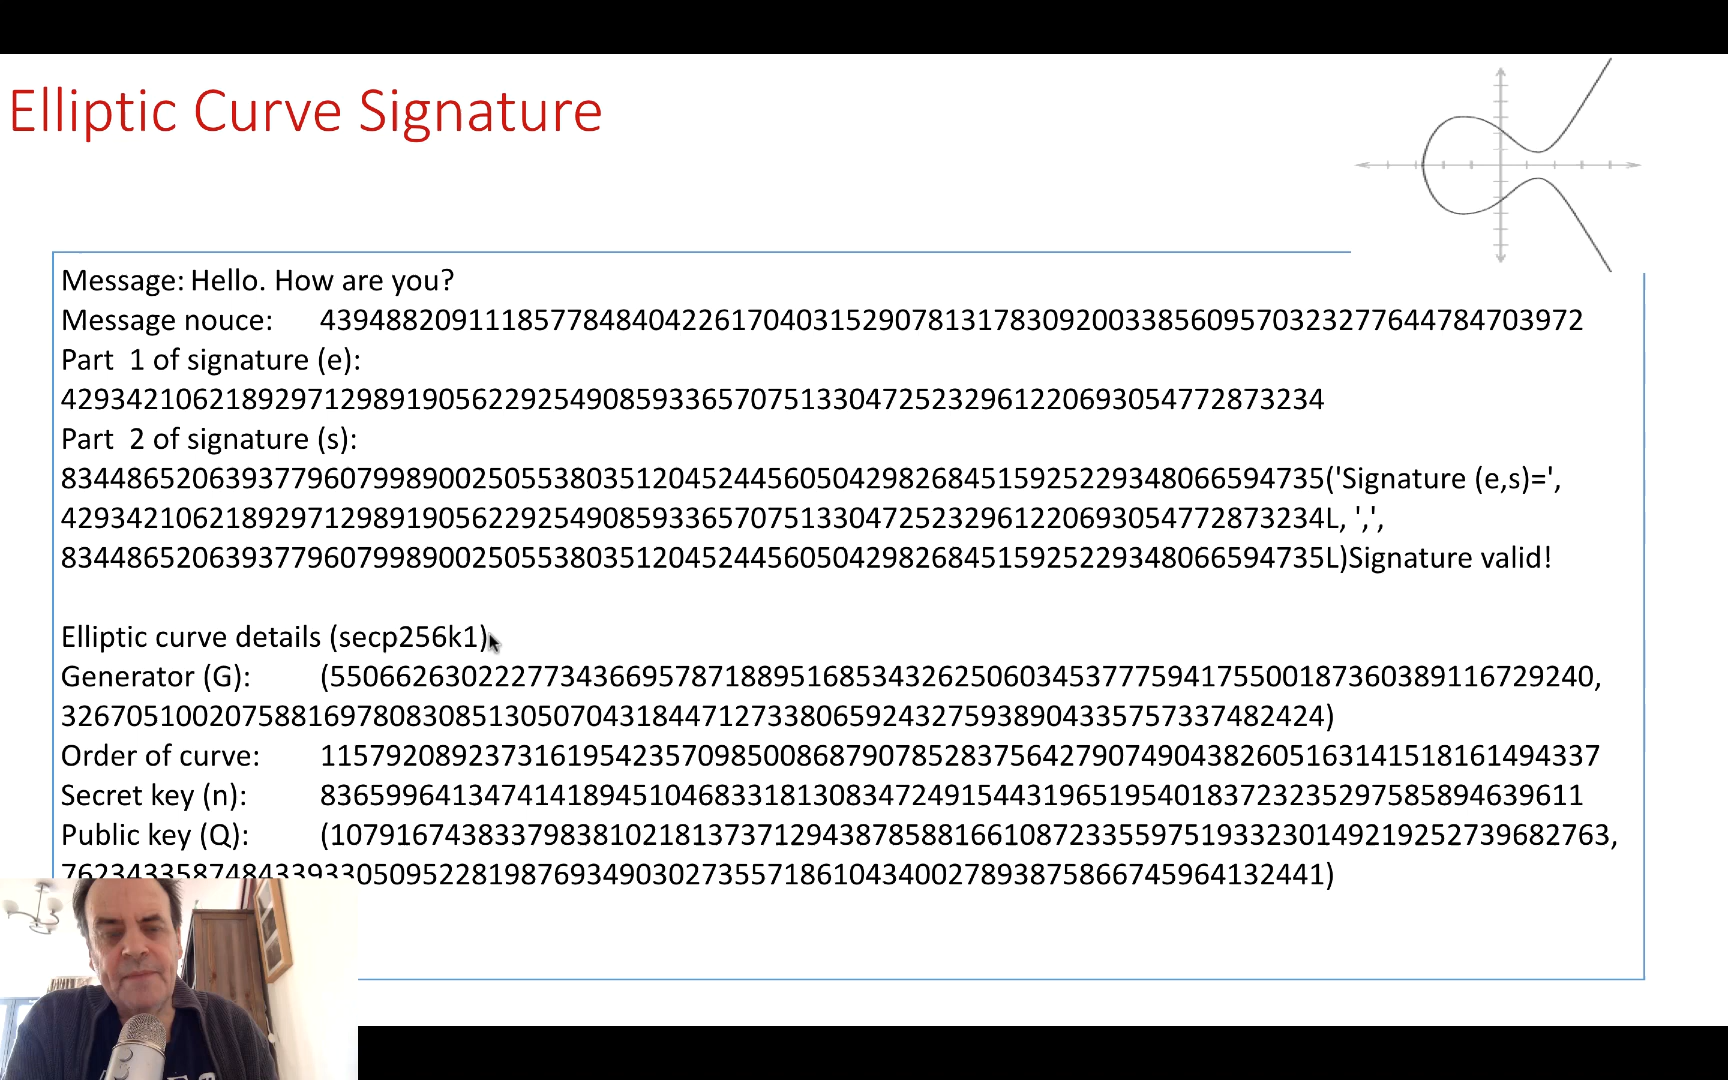 Elliptic Curve Signature
Message: Hello. How are you?
Message nouce: 43948820911185778484042261704031529078131783092003385609570323277644784703972
Part 1 of signature (e):
42934210621892971298919056229254908593365707513304725232961220693054772873234
Part 2 of signature (s):
83448652063937796079989002505538035120452445605042982684515925229348066594735('Signature (e,s)=',
42934210621892971298919056229254908593365707513304725232961220693054772873234L, ',',
83448652063937796079989002505538035120452445605042982684515925229348066594735L)Signature valid!
Elliptic curve details (secp256k1)
Generator (G): (55066263022277343669578718895168534326250603453777594175500187360389116729240,
32670510020758816978083085130507043184471273380659243275938904335757337482424)
Order of curve: 115792089237316195423570985008687907852837564279074904382605163141518161494337
Secret key (n): 83659964134741418945104683318130834724915443196519540183723235297585894639611
Public key (Q): (107916743833798381021813737129438785881661087233559751933230149219252739682763,
76234335874843393305095228198769349030273557186104340027893875866745964132441)